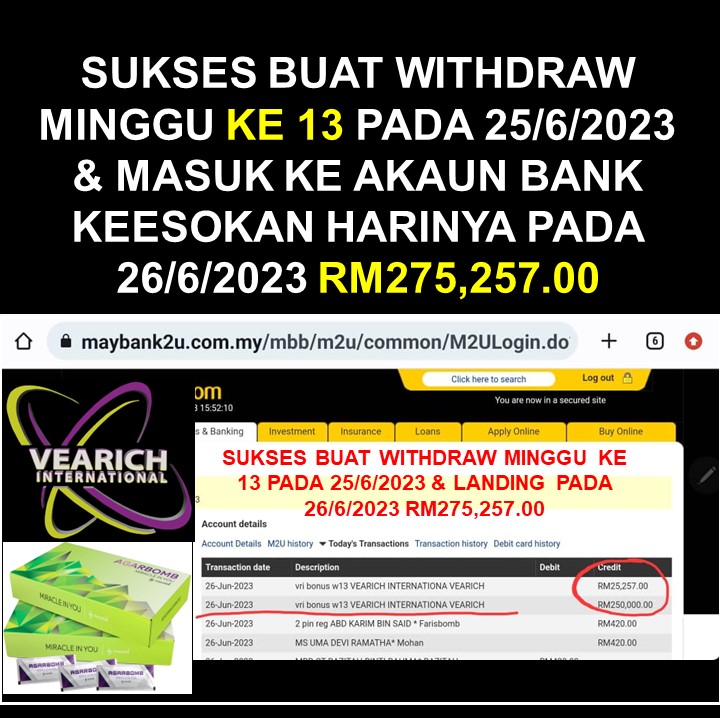 SUKSES BUAT WITHDRAW
MINGGU KE 13 PADA 25/6/2023
& MASUK KE AKAUN BANK
KEESOKAN HARINYA PADA
26/6/2023 RM275,257.00
maybank2u.com.my/mbb/m2u/common/M2ULogin.do
6
Click here to search
Log out
om
3 15:52:10
You are now in a secured site
s & Banking
Investment
Insurance
Loans
Apply Online
Buy Online
VEARICH
INTERNATIONAL
SUKSES BUAT WITHDRAW MINGGU KE
13 PADA 25/6/2023 & LANDING PADA
26/6/2023 RM275,257.00
3
Account details
Account Details M2U history Today's Transactions Transaction history Debit card history
Transaction date Description Debit Credit
26-Jun-2023 vri bonus w13 VEARICH INTERNATIONA VEARICH RM25,257.00
26-Jun-2023 vri bonus w13 VEARICH INTERNATIONA VEARICH RM250,000.00
26-Jun-2023 2 pin reg ABD KARIM BIN SAID * Farisbomb RM420.00
26-Jun-2023 MS UMA DEVI RAMATHA* Mohan RM420.00
26-Jun-2023
AGARBOMB
MIRACLE IN YOU
MIRACLE IN YOU
AGARBOMB
AGARBOMB
AGARBOMB